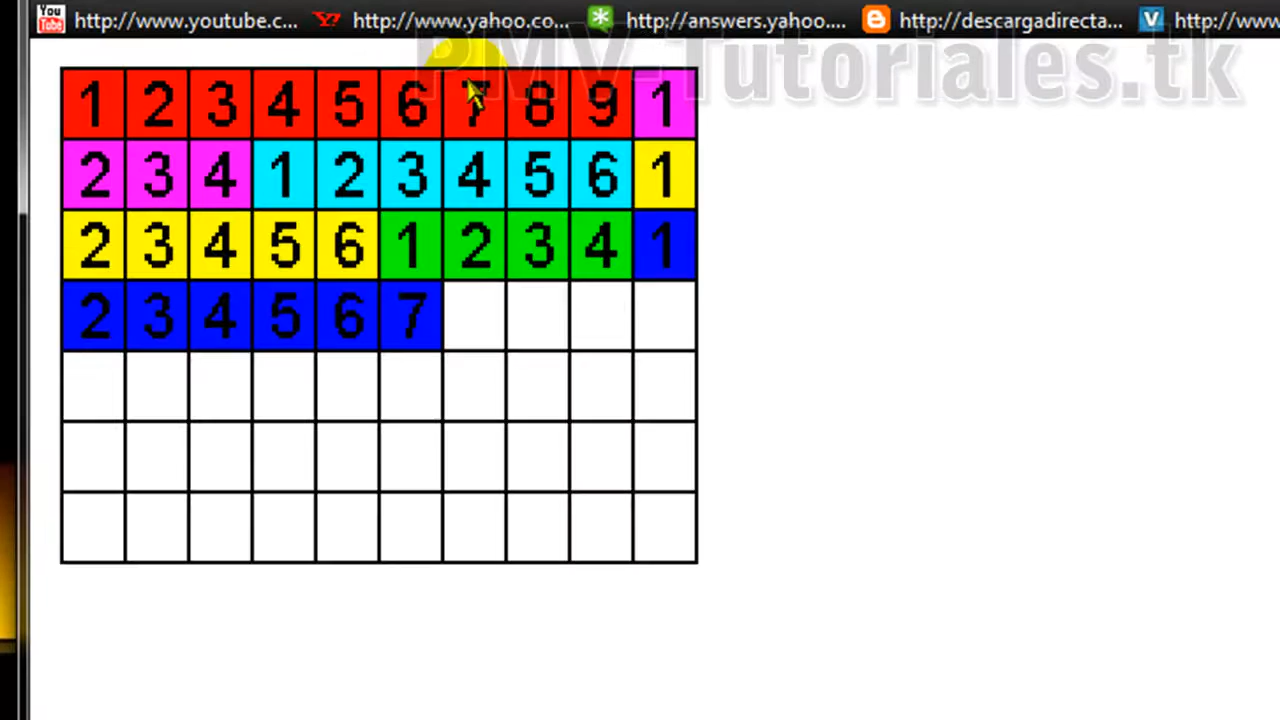 You Tube http://www.youtube.c... http://www.yahoo.co... http://answers.yahoo.... http://descargadirecta... http://www
PMV-Tutoriales.tk
1 2 3 4 5 6 7 8 9 1
2 3 4 1 2 3 4 5 6 1
2 3 4 5 6 1 2 3 4 1
2 3 4 5 6 7